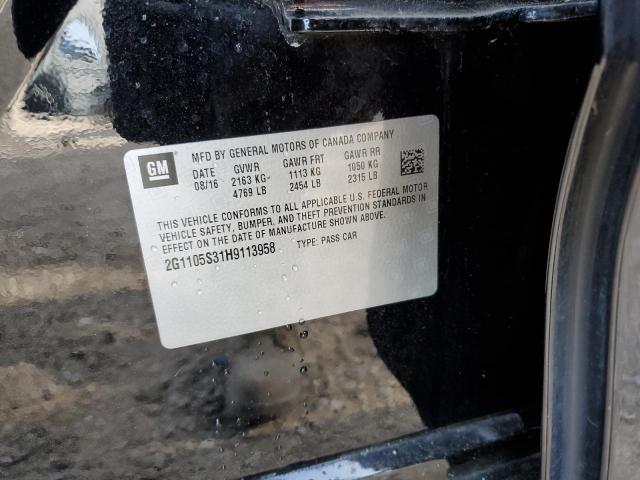 GM
MFD BY GENERAL MOTORS OF CANADA COMPANY
DATE GVWR GAWR FRT GAWR RR
08/16 2163 KG 1113 KG 1050 KG
4769 LB 2454 LB 2315 LB
THIS VEHICLE CONFORMS TO ALL APPLICABLE U.S. FEDERAL MOTOR
VEHICLE SAFETY, BUMPER, AND THEFT PREVENTION STANDARDS IN
EFFECT ON THE DATE OF MANUFACTURE SHOWN ABOVE.
2G1105S31H9113958 TYPE: PASS CAR